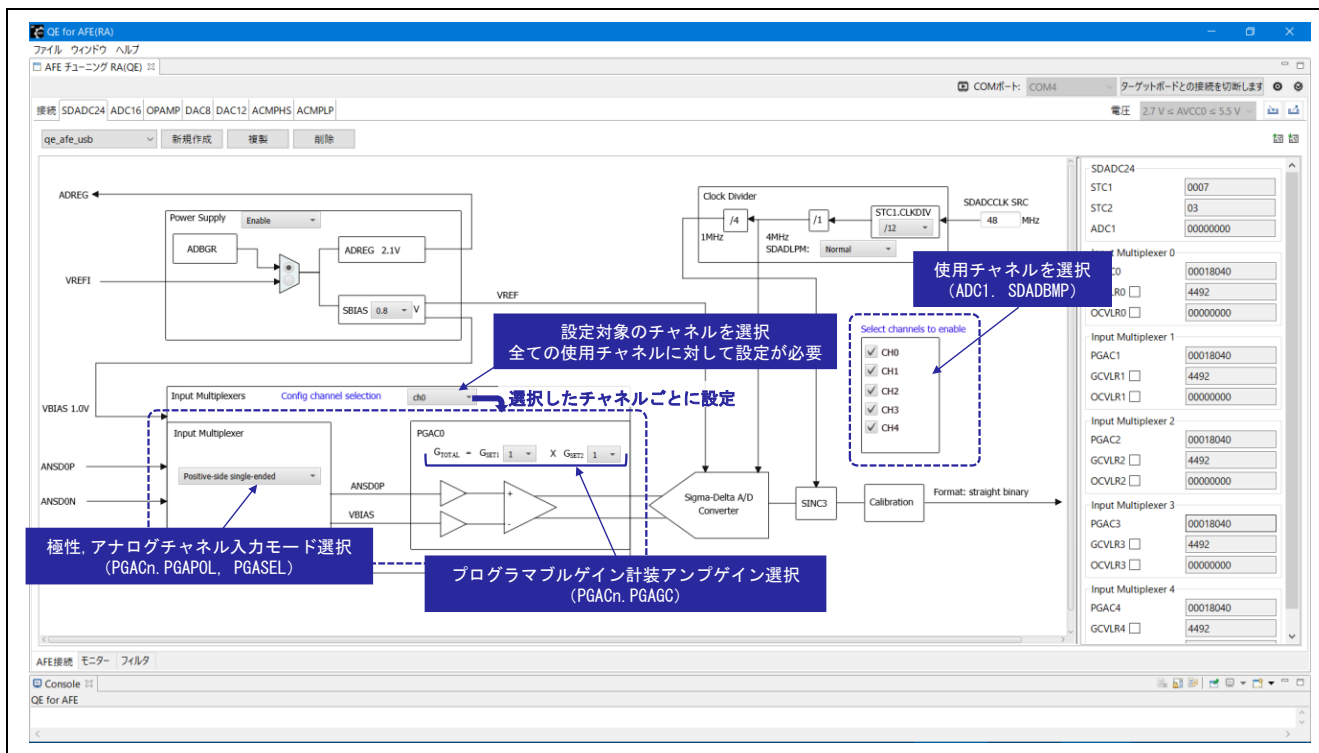 QE for AFE(RA)
ファイル ウィンドウ ヘルプ
AFE チューニング RA(QE)
COMポート: COM4 ターゲットボードとの接続を切断します
接続 SDADC24 ADC16 OPAMP DAC8 DAC12 ACMPHS ACMPLP
電圧 2.7 V ≤ AVCC0 ≤ 5.5 V
qe_afe_usb 新規作成 複製 削除
ADREG
Power Supply Enable
ADBGR
ADREG 2.1V
VREFI
SBIAS 0.8 V
VREF
Clock Divider
/4
/1
STC1.CLKDIV
/12
SDADCCLK SRC
48 MHz
1MHz
4MHz
SDADLPM: Normal
使用チャネルを選択
(ADC1. SDADBMP)
設定対象のチャネルを選択
全ての使用チャネルに対して設定が必要
Select channels to enable
CH0
CH1
CH2
CH3
CH4
VBIAS 1.0V
Input Multiplexers Config channel selection ch0
選択したチャネルごとに設定
Input Multiplexer
Positive-side single-ended
PGAC0
GTOTAL = GSET1 1 X GSET2 1
ANSD0P
ANSD0N
ANSD0P
VBIAS
+
-
Sigma-Delta A/D
Converter
SINC3
Calibration
Format: straight binary
極性, アナログチャネル入力モード選択
(PGACn. PGAPOL, PGASEL)
プログラマブルゲイン計装アンプゲイン選択
(PGACn. PGAGC)
SDADC24
STC1 0007
STC2 03
ADC1 00000000
Input Multiplexer 0
C0 00018040
LR0 4492
OCVLR0 00000000
Input Multiplexer 1
PGAC1 00018040
GCVLR1 4492
OCVLR1 00000000
Input Multiplexer 2
PGAC2 00018040
GCVLR2 4492
OCVLR2 00000000
Input Multiplexer 3
PGAC3 00018040
GCVLR3 4492
OCVLR3 00000000
Input Multiplexer 4
PGAC4 00018040
GCVLR4 4492
AFE接続 モニター フィルタ
Console
QE for AFE